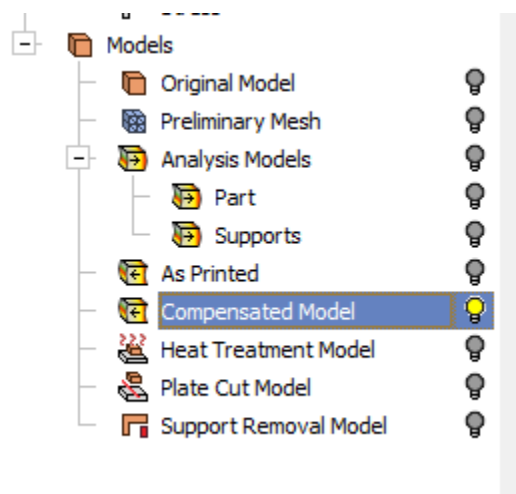 Models
Original Model
Preliminary Mesh
Analysis Models
Part
Supports
As Printed
Compensated Model
Heat Treatment Model
Plate Cut Model
Support Removal Model